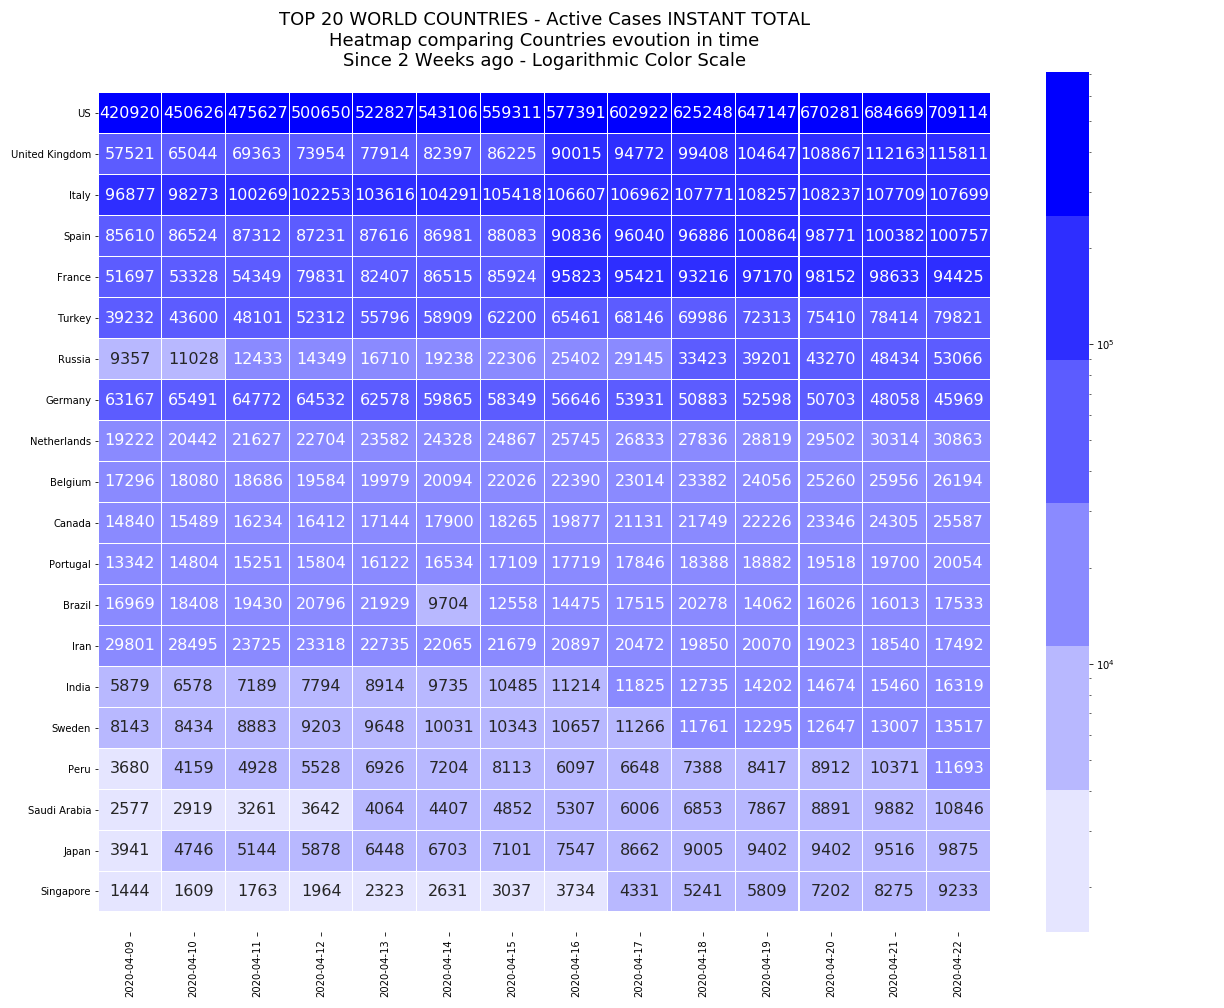 TOP 20 WORLD COUNTRIES - Active Cases INSTANT TOTAL
Heatmap comparing Countries evoution in time
Since 2 Weeks ago - Logarithmic Color Scale
US 420920 450626 475627 500650 522827 543106 559311 577391 602922 625248 647147 670281 684669 709114
United Kingdom 57521 65044 69363 73954 77914 82397 86225 90015 94772 99408 104647 108867 112163 115811
Italy 96877 98273 100269 102253 103616 104291 105418 106607 106962 107771 108257 108237 107709 107699
Spain 85610 86524 87312 87231 87616 86981 88083 90836 96040 96886 100864 98771 100382 100757
France 51697 53328 54349 79831 82407 86515 85924 95823 95421 93216 97170 98152 98633 94425
Turkey 39232 43600 48101 52312 55796 58909 62200 65461 68146 69986 72313 75410 78414 79821
Russia 9357 11028 12433 14349 16710 19238 22306 25402 29145 33423 39201 43270 48434 53066
Germany 63167 65491 64772 64532 62578 59865 58349 56646 53931 50883 52598 50703 48058 45969
Netherlands 19222 20442 21627 22704 23582 24328 24867 25745 26833 27836 28819 29502 30314 30863
Belgium 17296 18080 18686 19584 19979 20094 22026 22390 23014 23382 24056 25260 25956 26194
Canada 14840 15489 16234 16412 17144 17900 18265 19877 21131 21749 22226 23346 24305 25587
Portugal 13342 14804 15251 15804 16122 16534 17109 17719 17846 18388 18882 19518 19700 20054
Brazil 16969 18408 19430 20796 21929 9704 12558 14475 17515 20278 14062 16026 16013 17533
Iran 29801 28495 23725 23318 22735 22065 21679 20897 20472 19850 20070 19023 18540 17492
India 5879 6578 7189 7794 8914 9735 10485 11214 11825 12735 14202 14674 15460 16319
Sweden 8143 8434 8883 9203 9648 10031 10343 10657 11266 11761 12295 12647 13007 13517
Peru 3680 4159 4928 5528 6926 7204 8113 6097 6648 7388 8417 8912 10371 11693
Saudi Arabia 2577 2919 3261 3642 4064 4407 4852 5307 6006 6853 7867 8891 9882 10846
Japan 3941 4746 5144 5878 6448 6703 7101 7547 8662 9005 9402 9402 9516 9875
Singapore 1444 1609 1763 1964 2323 2631 3037 3734 4331 5241 5809 7202 8275 9233
2020-04-09 2020-04-10 2020-04-11 2020-04-12 2020-04-13 2020-04-14 2020-04-15 2020-04-16 2020-04-17 2020-04-18 2020-04-19 2020-04-20 2020-04-21 2020-04-22
10⁵
10⁴